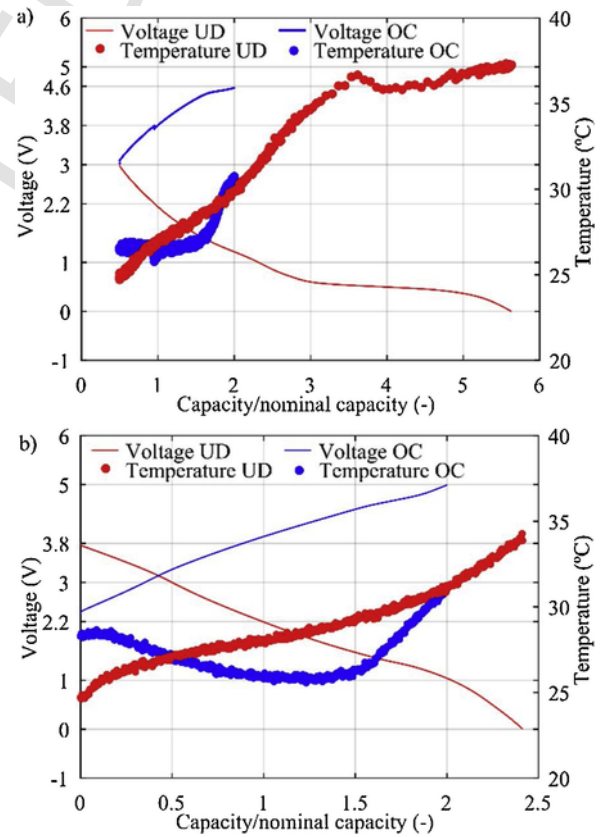 a)
Voltage UD
Voltage OC
Temperature UD
Temperature OC
Voltage (V)
6
5
4.6
3.8
3
2.2
1
0
-1
Temperature (ºC)
40
35
30
25
20
0 1 2 3 4 5 6
Capacity/nominal capacity (-)
b)
Voltage UD
Voltage OC
Temperature UD
Temperature OC
Voltage (V)
6
5
3.8
3
2.2
1
0
-1
Temperature (ºC)
40
35
30
25
20
0 0.5 1 1.5 2 2.5
Capacity/nominal capacity (-)